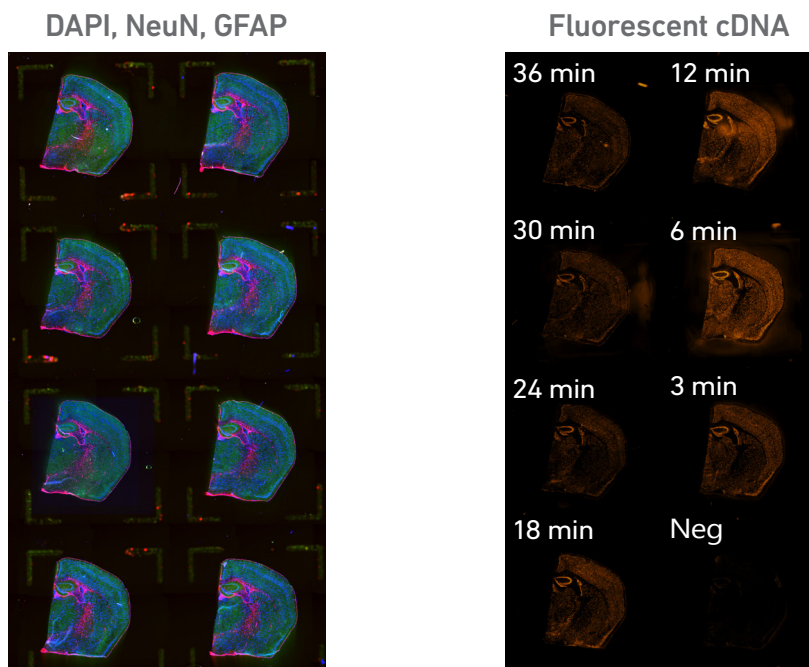 DAPI, NeuN, GFAP
Fluorescent cDNA
36 min
12 min
30 min
6 min
24 min
3 min
18 min
Neg